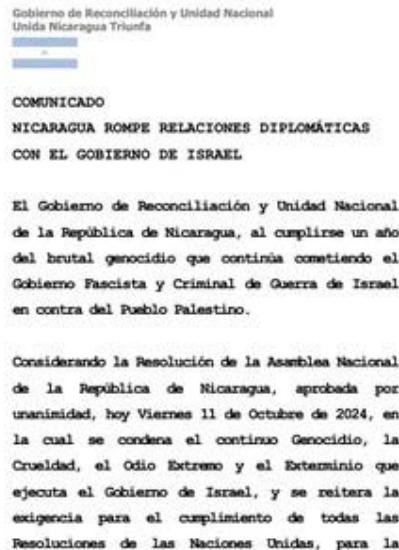 Gobierno de Reconciliación y Unidad Nacional
Unida Nicaragua Triunfa
COMUNICADO
NICARAGUA ROMPE RELACIONES DIPLOMÁTICAS
CON EL GOBIERNO DE ISRAEL
El Gobierno de Reconciliación y Unidad Nacional
de la República de Nicaragua, al cumplirse un año
del brutal genocidio que continúa cometiendo el
Gobierno Fascista y Criminal de Guerra de Israel
en contra del Pueblo Palestino.
Considerando la Resolución de la Asamblea Nacional
de la República de Nicaragua, aprobada por
unanimidad, hoy Viernes 11 de Octubre de 2024, en
la cual se condena el continuo Genocidio, la
Crueldad, el Odio Extremo y el Exterminio que
ejecuta el Gobierno de Israel, y se reitera la
exigencia para el cumplimiento de todas las
Resoluciones de las Naciones Unidas, para la